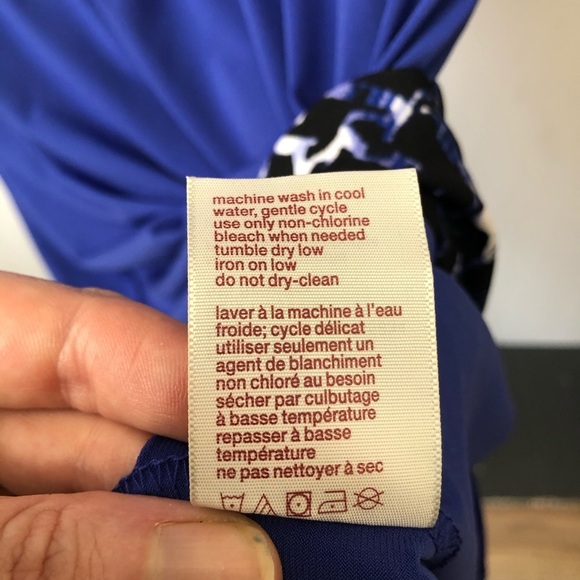 machine wash in cool
water, gentle cycle
use only non-chlorine
bleach when needed
tumble dry low
iron on low
do not dry-clean
laver à la machine à l'eau
froide; cycle délicat
utiliser seulement un
agent de blanchiment
non chloré au besoin
sécher par culbutage
à basse température
repasser à basse
température
ne pas nettoyer à sec